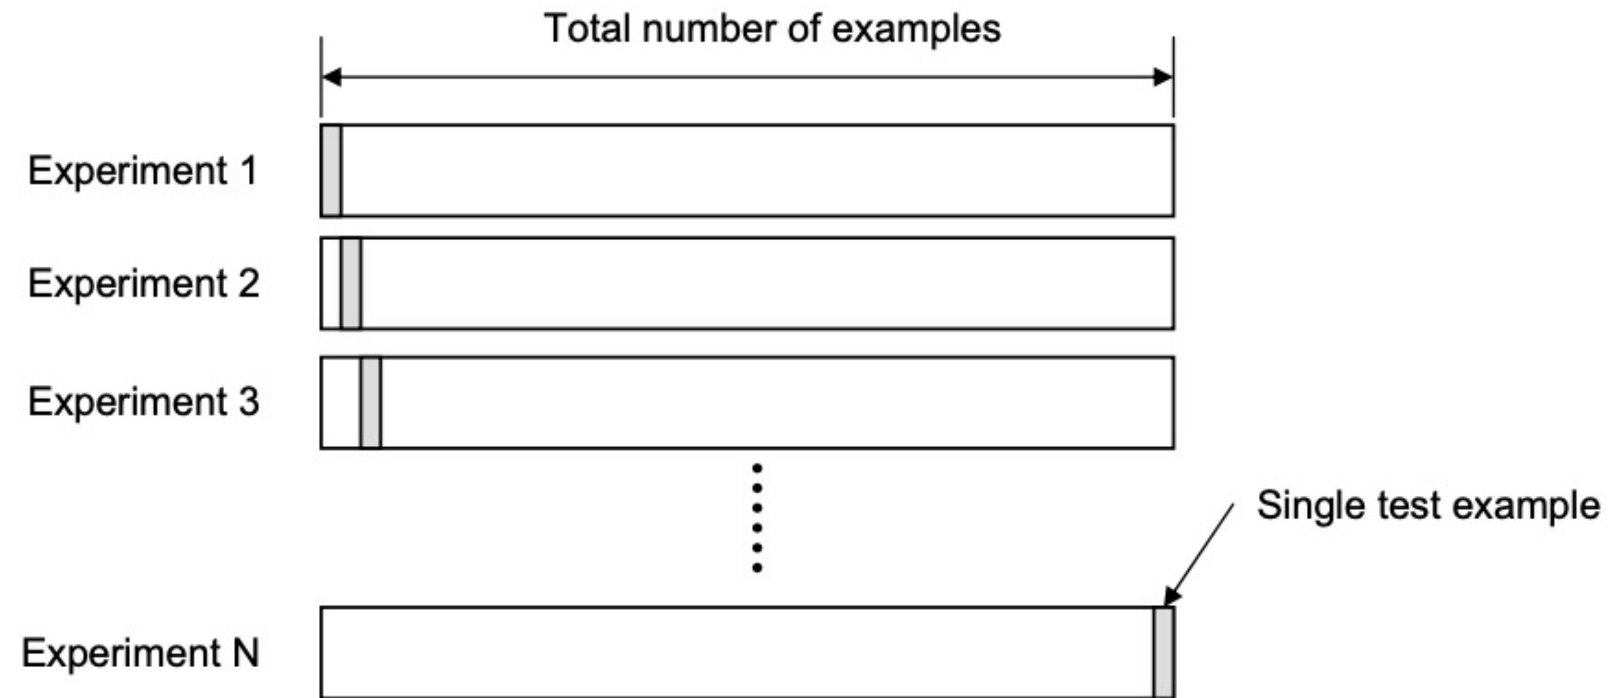 Total number of examples
Experiment 1
Experiment 2
Experiment 3
Single test example
Experiment N